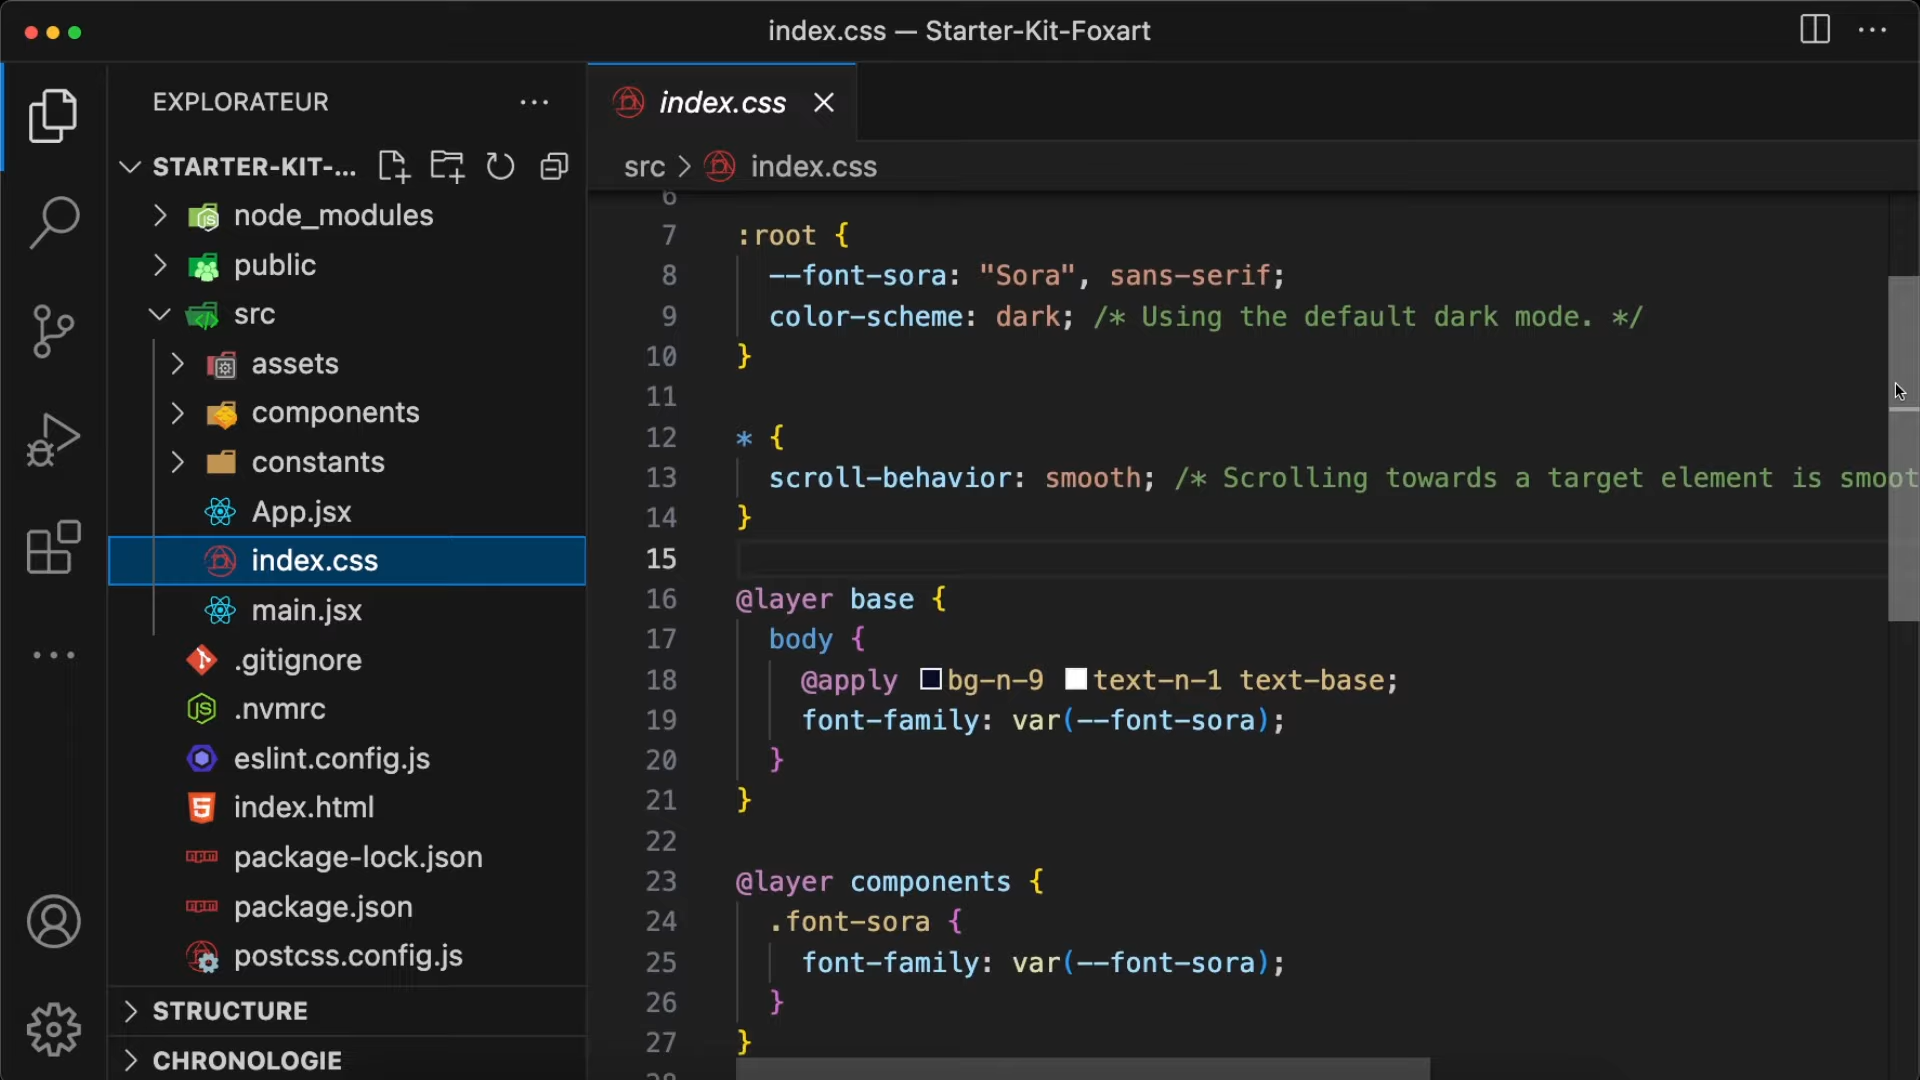 index.css — Starter-Kit-Foxart
EXPLORATEUR
STARTER-KIT-...
node_modules
public
src
assets
components
constants
App.jsx
index.css
main.jsx
.gitignore
.nvmrc
eslint.config.js
index.html
package-lock.json
package.json
postcss.config.js
STRUCTURE
CHRONOLOGIE
index.css
src > index.css
6
7 :root {
8 --font-sora: "Sora", sans-serif;
9 color-scheme: dark; /* Using the default dark mode. */
10 }
11
12 * {
13 scroll-behavior: smooth; /* Scrolling towards a target element is smoot
14 }
15
16 @layer base {
17 body {
18 @apply bg-n-9 text-n-1 text-base;
19 font-family: var(--font-sora);
20 }
21 }
22
23 @layer components {
24 .font-sora {
25 font-family: var(--font-sora);
26 }
27 }